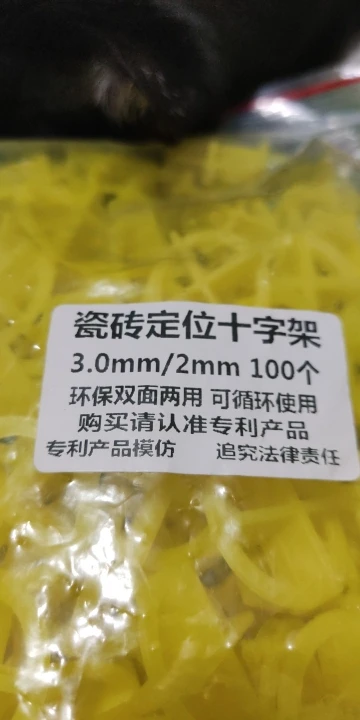 瓷砖定位十字架
3.0mm/2mm 100个
环保双面两用 可循环使用
购买请认准专利产品
专利产品模仿 追究法律责任